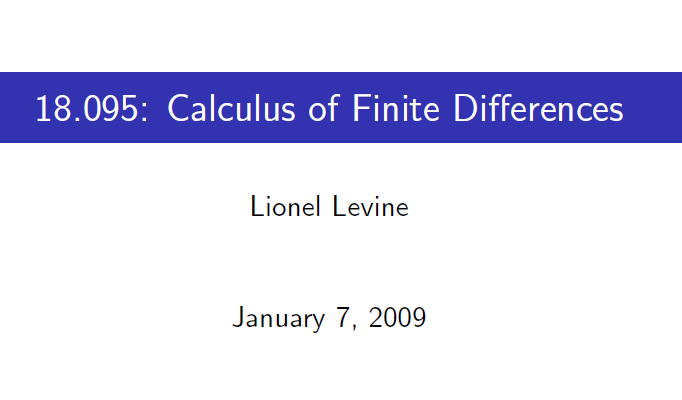 18.095: Calculus of Finite Differences
Lionel Levine
January 7, 2009